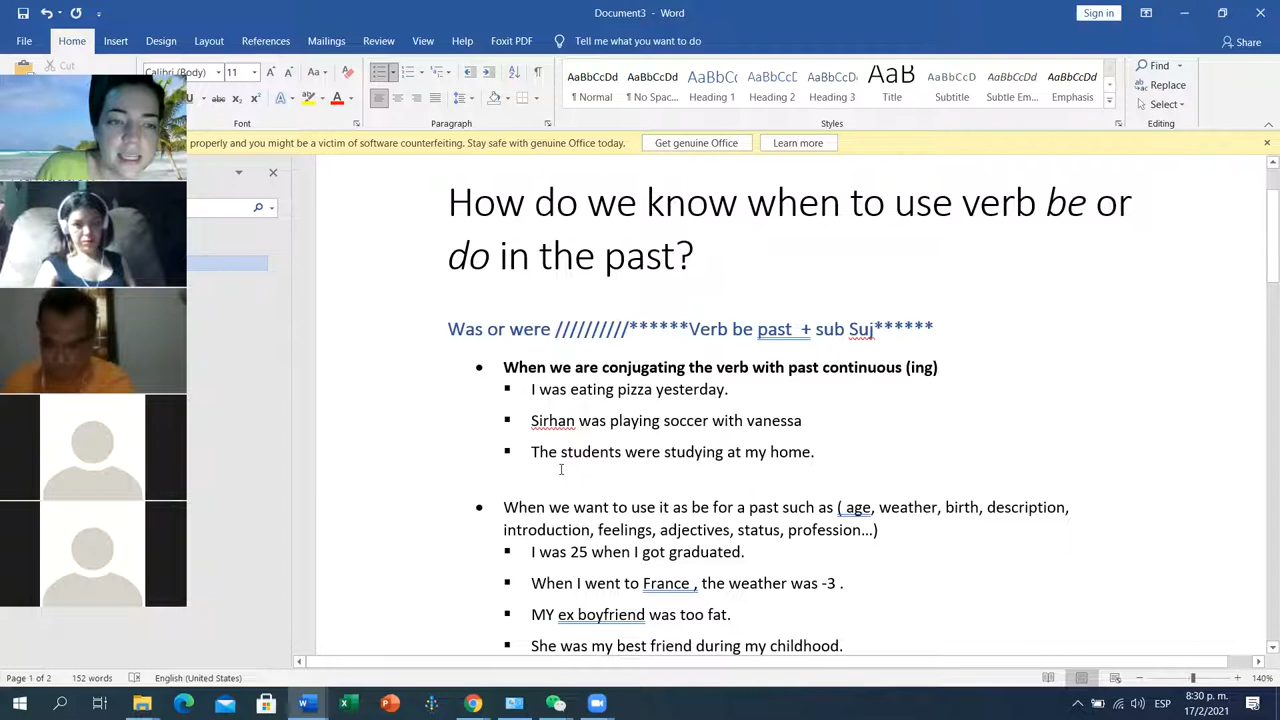 Document3 - Word
Sign in
File Home Insert Design Layout References Mailings Review View Help Foxit PDF Tell me what you want to do Share
Cut
Calibri (Body) 11
AaBbCcDd AaBbCcDd AaBbCc AaBbCcD AaBbCcD AaB AaBbCcD AaBbCcDd AaBbCcDd
¶ Normal ¶ No Spac... Heading 1 Heading 2 Heading 3 Title Subtitle Subtle Em... Emphasis
Find
Replace
Select
Font Paragraph Styles Editing
properly and you might be a victim of software counterfeiting. Stay safe with genuine Office today. Get genuine Office Learn more
How do we know when to use verb be or
do in the past?
Was or were //////////******Verb be past + sub Suj******
• When we are conjugating the verb with past continuous (ing)
▪ I was eating pizza yesterday.
▪ Sirhan was playing soccer with vanessa
▪ The students were studying at my home.
• When we want to use it as be for a past such as ( age, weather, birth, description,
introduction, feelings, adjectives, status, profession...)
▪ I was 25 when I got graduated.
▪ When I went to France , the weather was -3 .
▪ MY ex boyfriend was too fat.
▪ She was my best friend during my childhood.
Page 1 of 2 152 words English (United States) 140%
ESP
8:30 p. m.
17/2/2021